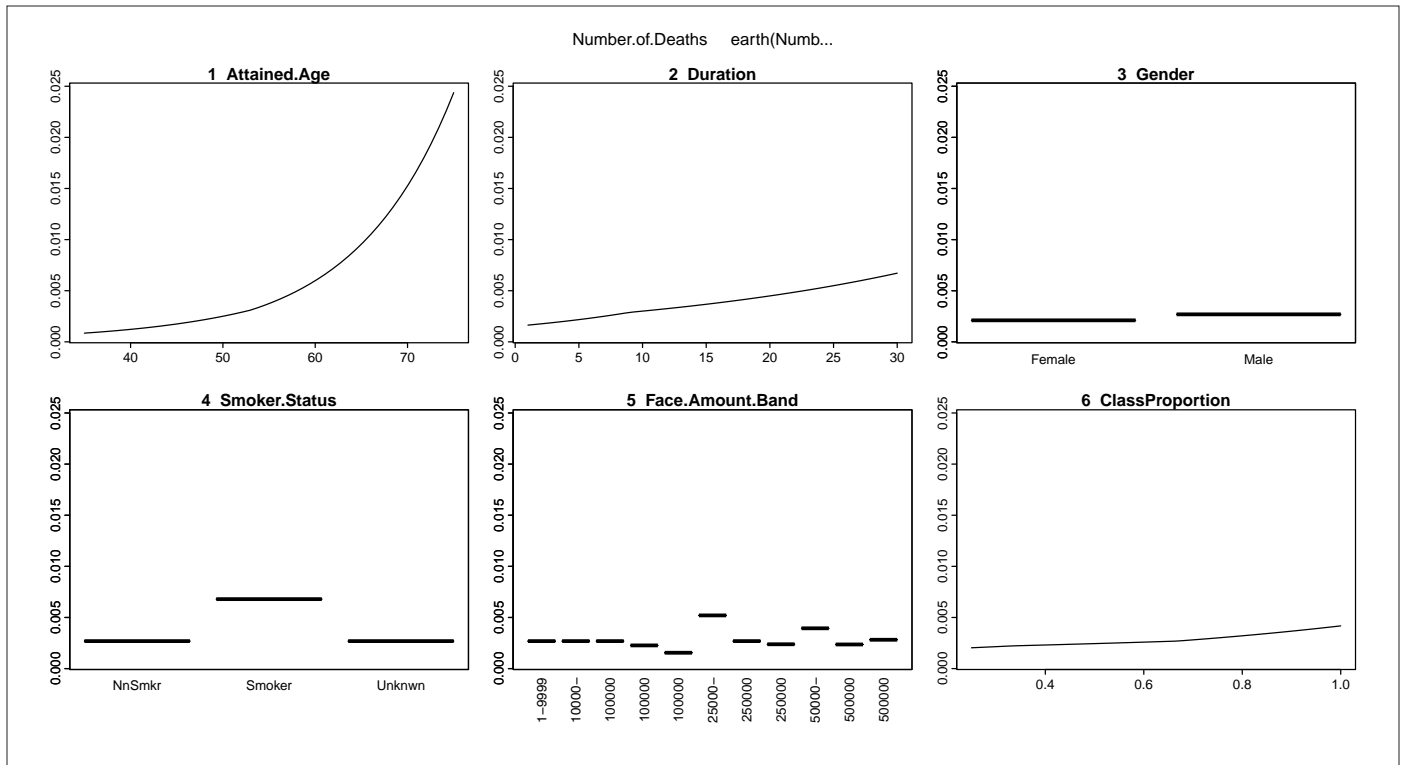 Number.of.Deaths earth(Numb...
1 Attained.Age
0.000 0.005 0.010 0.015 0.020 0.025
40 50 60 70
2 Duration
0.000 0.005 0.010 0.015 0.020 0.025
0 5 10 15 20 25 30
3 Gender
0.000 0.005 0.010 0.015 0.020 0.025
Female Male
4 Smoker.Status
0.000 0.005 0.010 0.015 0.020 0.025
NnSmkr Smoker Unknwn
5 Face.Amount.Band
0.000 0.005 0.010 0.015 0.020 0.025
1−9999 10000− 100000 100000 100000 250000− 250000 250000 500000− 500000 500000
6 ClassProportion
0.000 0.005 0.010 0.015 0.020 0.025
0.4 0.6 0.8 1.0